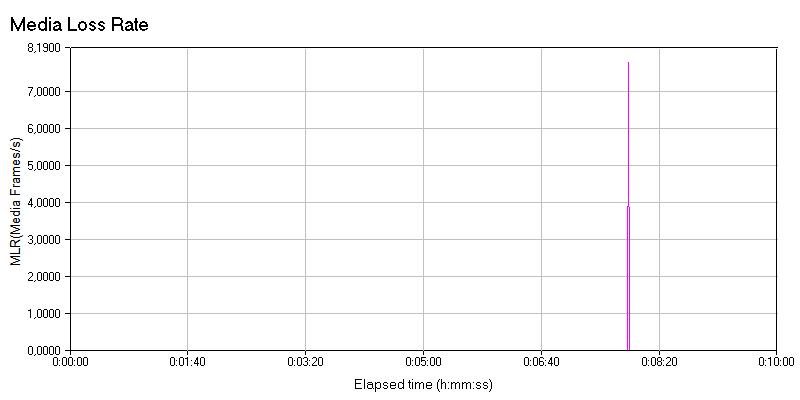 Media Loss Rate
8,1900
7,0000
6,0000
5,0000
4,0000
3,0000
2,0000
1,0000
0,0000
MLR(Media Frames/s)
0:00:00 0:01:40 0:03:20 0:05:00 0:06:40 0:08:20 0:10:00
Elapsed time (h:mm:ss)